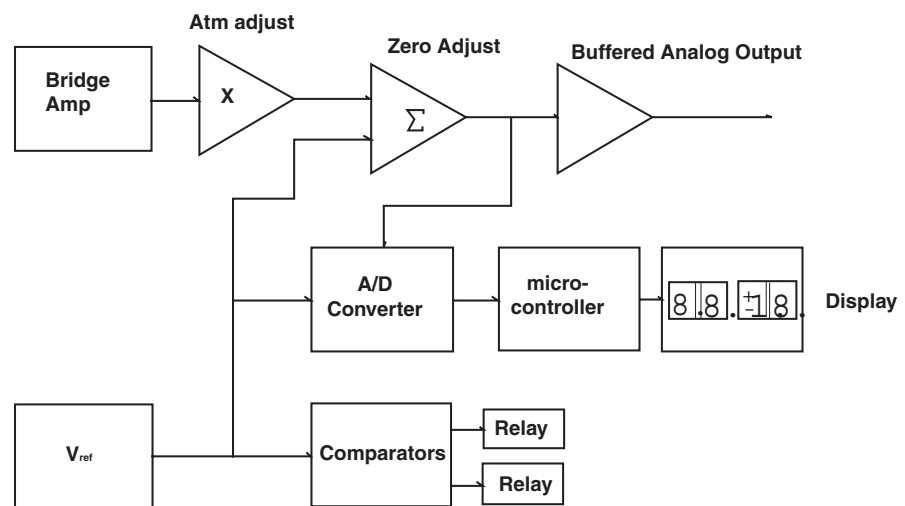 Atm adjust
Zero Adjust
Buffered Analog Output
Bridge
Amp
X
Σ
A/D
Converter
micro-
controller
8.8. ±18.
Display
Vref
Comparators
Relay
Relay